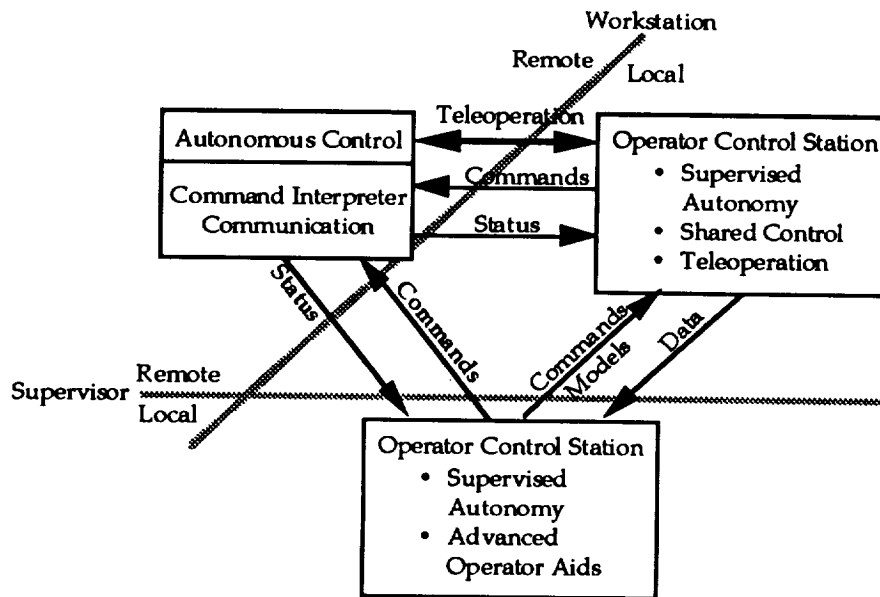 Workstation
Remote
Local
Teleoperation
Autonomous Control
Command Interpreter
Communication
Commands
Status
Operator Control Station
• Supervised
Autonomy
• Shared Control
• Teleoperation
Status
Commands
Commands
Models
Data
Supervisor
Remote
Local
Operator Control Station
• Supervised
Autonomy
• Advanced
Operator Aids